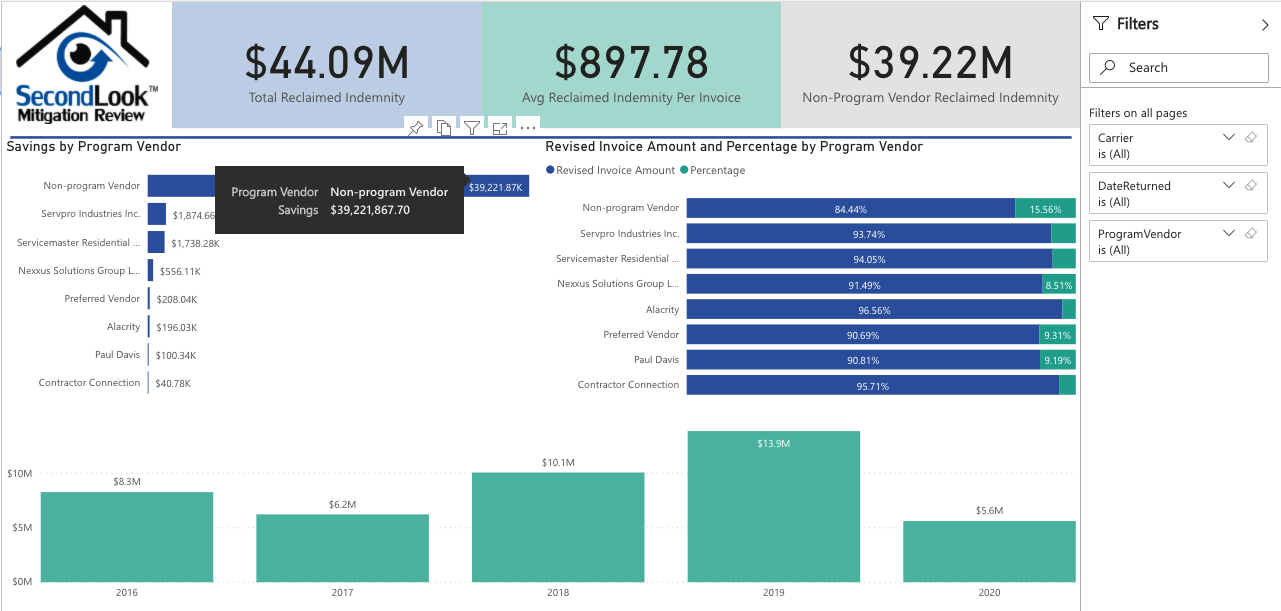 SecondLook™
Mitigation Review
$44.09M
Total Reclaimed Indemnity
$897.78
Avg Reclaimed Indemnity Per Invoice
$39.22M
Non-Program Vendor Reclaimed Indemnity
Filters
Search
Filters on all pages
Carrier
is (All)
DateReturned
is (All)
ProgramVendor
is (All)
Savings by Program Vendor
Non-program Vendor
$39,221.87K
Program Vendor Non-program Vendor
Savings $39,221,867.70
Servpro Industries Inc. $1,874.66
Servicemaster Residential ... $1,738.28K
Nexxus Solutions Group L... $556.11K
Preferred Vendor $208.04K
Alacrity $196.03K
Paul Davis $100.34K
Contractor Connection $40.78K
Revised Invoice Amount and Percentage by Program Vendor
Revised Invoice Amount Percentage
Non-program Vendor 84.44% 15.56%
Servpro Industries Inc. 93.74%
Servicemaster Residential ... 94.05%
Nexxus Solutions Group L... 91.49% 8.51%
Alacrity 96.56%
Preferred Vendor 90.69% 9.31%
Paul Davis 90.81% 9.19%
Contractor Connection 95.71%
$10M
$5M
$0M
$8.3M
$6.2M
$10.1M
$13.9M
$5.6M
2016 2017 2018 2019 2020